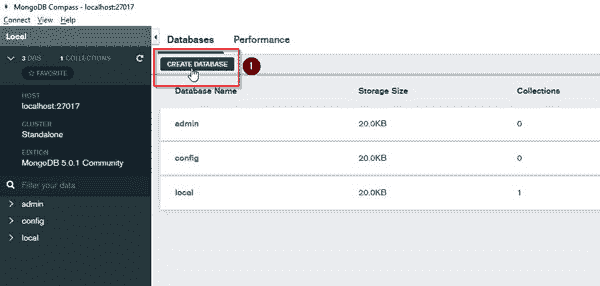 MongoDB Compass - localhost:27017
Connect View Help
Local
3 DBS 1 COLLECTIONS
FAVORITE
HOST
localhost:27017
CLUSTER
Standalone
EDITION
MongoDB 5.0.1 Community
Filter your data
admin
config
local
Databases Performance
CREATE DATABASE
1
Database Name Storage Size Collections
admin 20.0KB 0
config 20.0KB 0
local 20.0KB 1